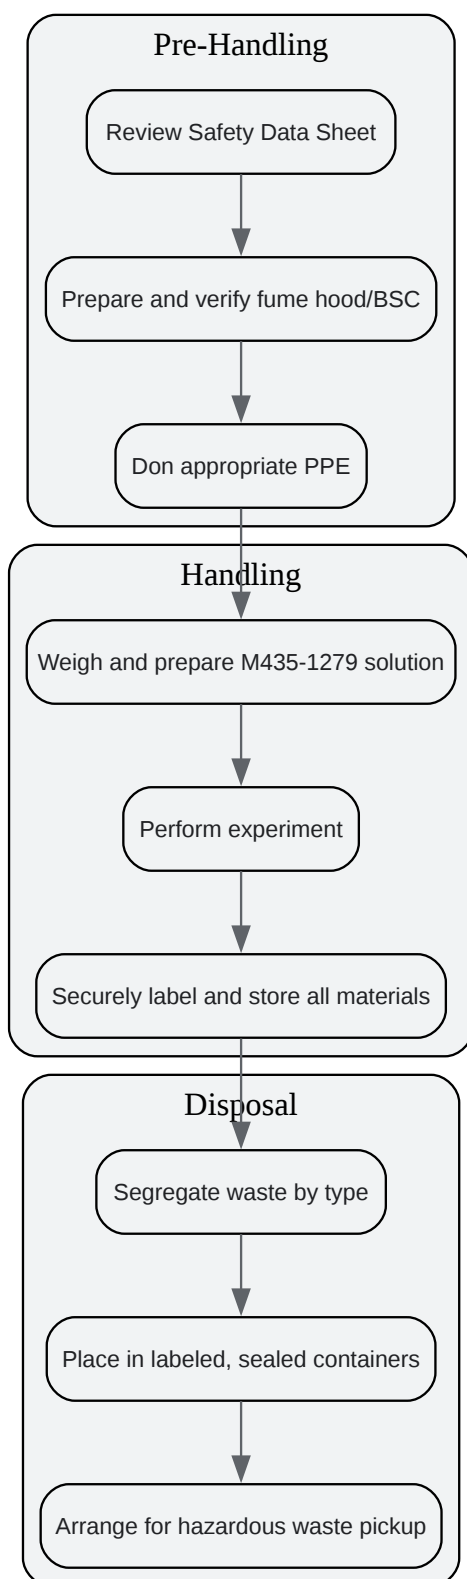 Pre-Handling
Review Safety Data Sheet
Prepare and verify fume hood/BSC
Don appropriate PPE
Handling
Weigh and prepare M435-1279 solution
Perform experiment
Securely label and store all materials
Disposal
Segregate waste by type
Place in labeled, sealed containers
Arrange for hazardous waste pickup